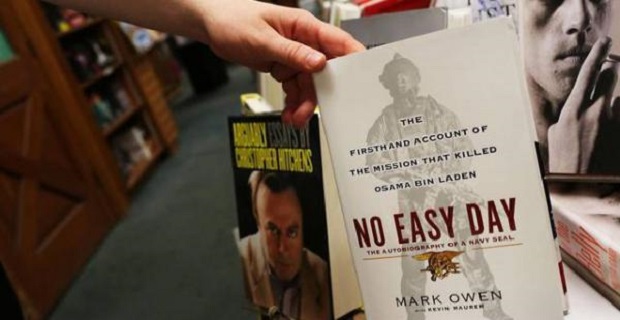 IST
ARGUABLY ESSAYS BY
CHRISTOPHER HITCHENS
THE
FIRSTHAND ACCOUNT OF
THE MISSION THAT KILLED
OSAMA BIN LADEN
NO EASY DAY
THE AUTOBIOGRAPHY OF A NAVY SEAL
MARK OWEN
WITH KEVIN MAURER